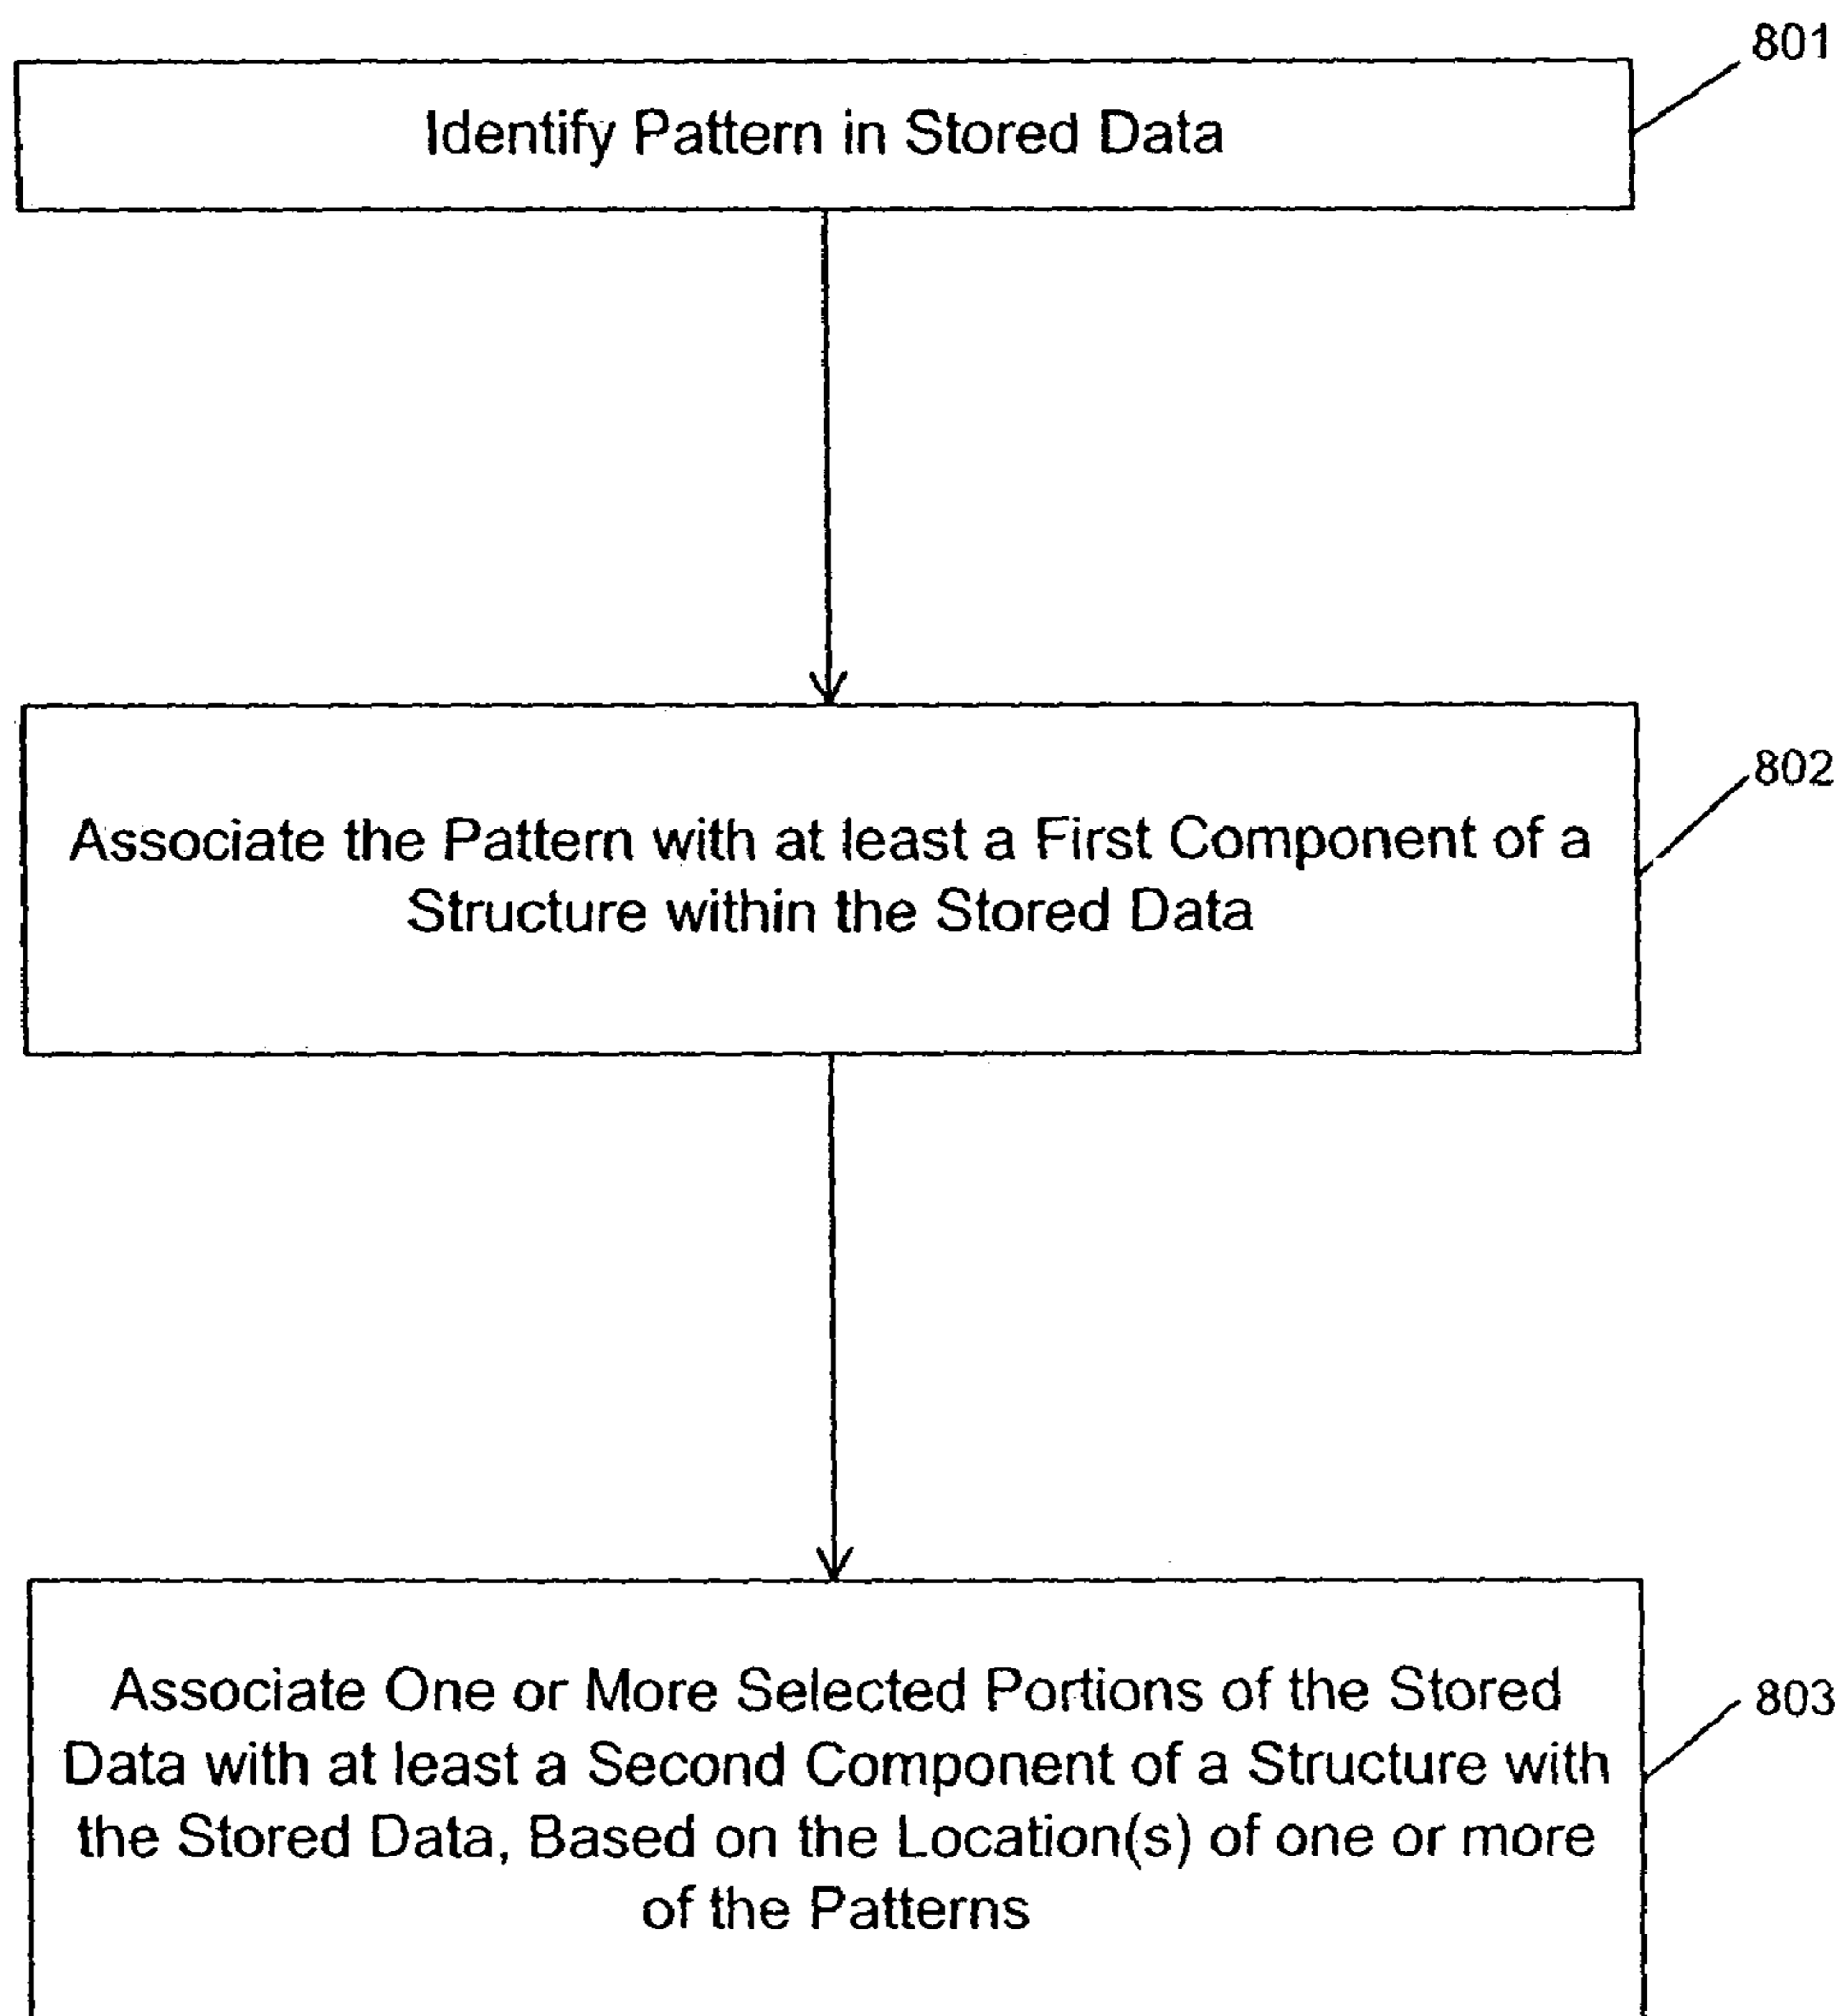 801
Identify Pattern in Stored Data
802
Associate the Pattern with at least a First Component of a
Structure within the Stored Data
803
Associate One or More Selected Portions of the Stored
Data with at least a Second Component of a Structure with
the Stored Data, Based on the Location(s) of one or more
of the Patterns